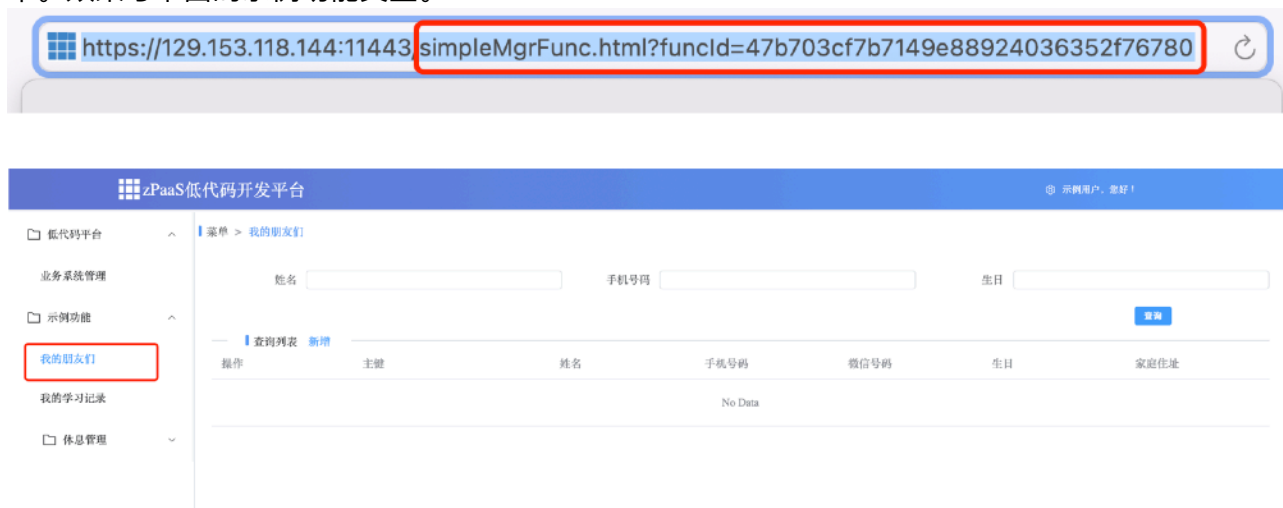 https://129.153.118.144:11443/simpleMgrFunc.html?funcId=47b703cf7b7149e88924036352f76780
zPaaS低代码开发平台
示例用户，您好！
低代码平台
菜单 > 我的朋友们
业务系统管理
姓名
手机号码
生日
示例功能
查询
查询列表 新增
我的朋友们
操作 主键 姓名 手机号码 微信号码 生日 家庭住址
我的学习记录
No Data
休息管理